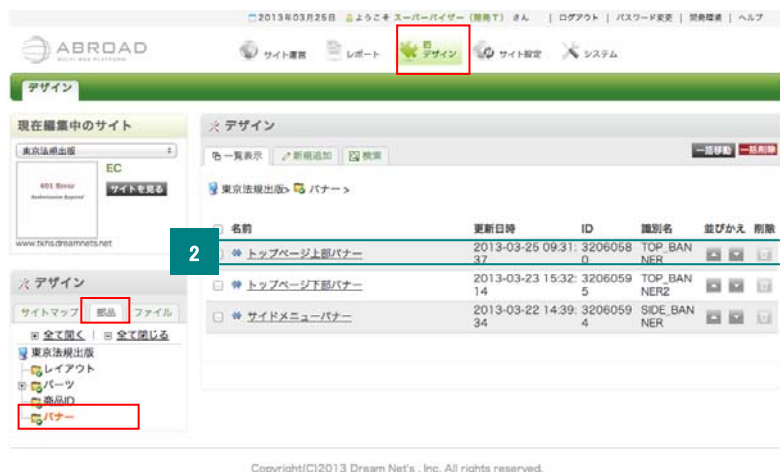 2013年03月25日 ようこそ スーパーバイザー (開発T) さん | ログアウト | パスワード変更 | 開発環境 | ヘルプ
ABROAD
サイト運営 レポート デザイン サイト設定 システム
デザイン
現在編集中のサイト
東京法規出版
EC
401 Error
サイトを見る
www.txhs.dreamnets.net
デザイン
サイトマップ 部品 ファイル
全て開く | 全て閉じる
東京法規出版
レイアウト
パーツ
商品ID
バナー
デザイン
一覧表示 新規追加 検索
一括移動 一括削除
東京法規出版> バナー >
名前 更新日時 ID 識別名 並びかえ 削除
2
トップページ上部バナー 2013-03-25 09:31: 3206058 TOP_BAN
37 0 NER
トップページ下部バナー 2013-03-23 15:32: 3206059 TOP_BAN
14 5 NER2
サイドメニューバナー 2013-03-22 14:39: 3206059 SIDE_BAN
34 4 NER
Copyright(C)2013 Dream Net's , Inc. All rights reserved.